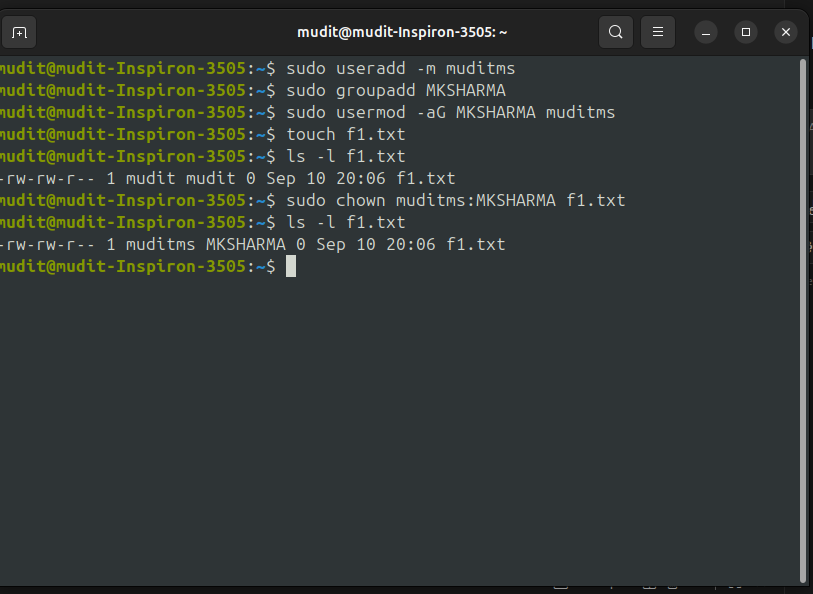 mudit@mudit-Inspiron-3505: ~
mudit@mudit-Inspiron-3505:~$ sudo useradd -m muditms
mudit@mudit-Inspiron-3505:~$ sudo groupadd MKSHARMA
mudit@mudit-Inspiron-3505:~$ sudo usermod -aG MKSHARMA muditms
mudit@mudit-Inspiron-3505:~$ touch f1.txt
mudit@mudit-Inspiron-3505:~$ ls -l f1.txt
-rw-rw-r-- 1 mudit mudit 0 Sep 10 20:06 f1.txt
mudit@mudit-Inspiron-3505:~$ sudo chown muditms:MKSHARMA f1.txt
mudit@mudit-Inspiron-3505:~$ ls -l f1.txt
-rw-rw-r-- 1 muditms MKSHARMA 0 Sep 10 20:06 f1.txt
mudit@mudit-Inspiron-3505:~$